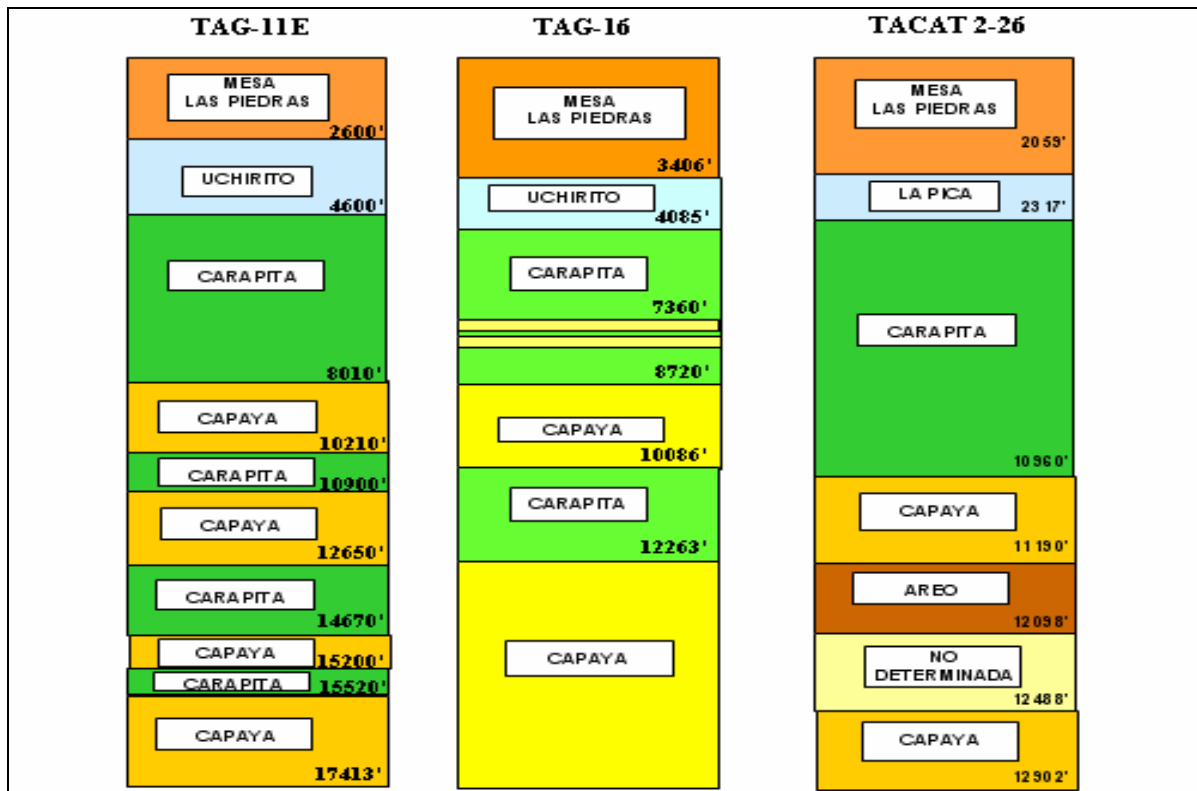 TAG-11E
MESA
LAS PIEDRAS
2600'
UCHIRITO
4600'
CARAPITA
8010'
CAPAYA
10210'
CARAPITA
10900'
CAPAYA
12650'
CARAPITA
14670'
CAPAYA
15200'
CARAPITA
15520'
CAPAYA
17413'
TAG-16
MESA
LAS PIEDRAS
3406'
UCHIRITO
4085'
CARAPITA
7360'
8720'
CAPAYA
10086'
CARAPITA
12263'
CAPAYA
TACAT 2-26
MESA
LAS PIEDRAS
2059'
LA PICA
2317'
CARAPITA
10960'
CAPAYA
11190'
AREO
12098'
NO
DETERMINADA
12488'
CAPAYA
12902'